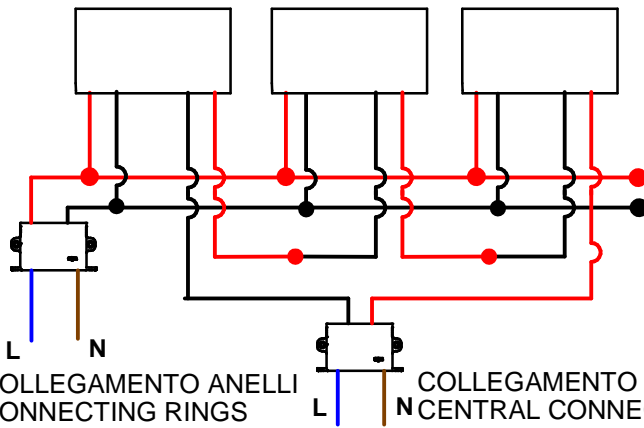 L N
OLLEGAMENTO ANELLI
ONNECTING RINGS
L N
COLLEGAMENTO
CENTRAL CONNE